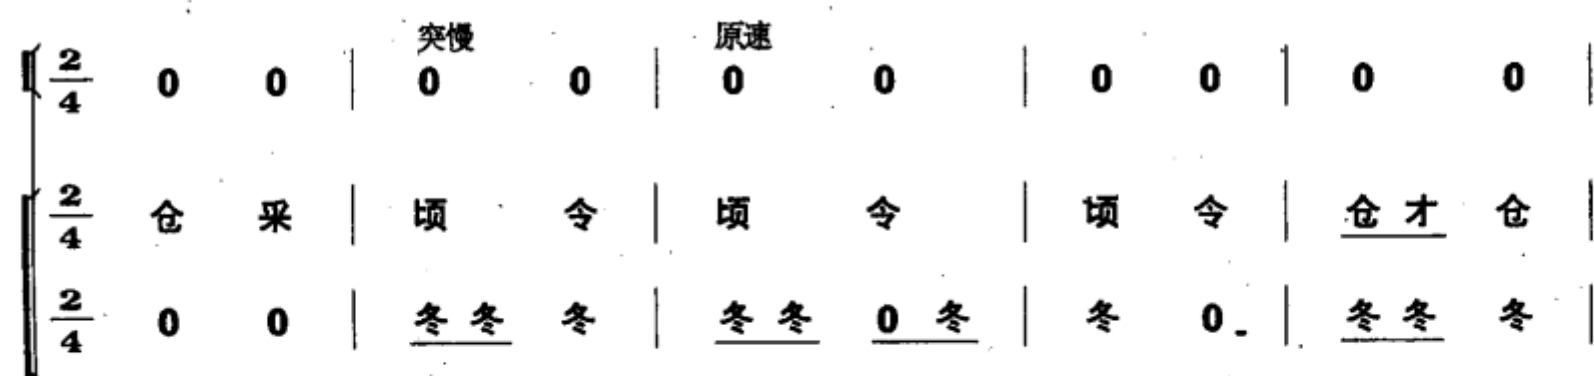 突慢 原速
2/4 0 0 | 0 0 | 0 0 | 0 0 | 0 0 |
2/4 仓 采 | 顷 令 | 顷 令 | 顷 令 | 仓 才 仓 |
2/4 0 0 | 冬 冬 冬 | 冬 冬 0 冬 | 冬 0 | 冬 冬 冬 |